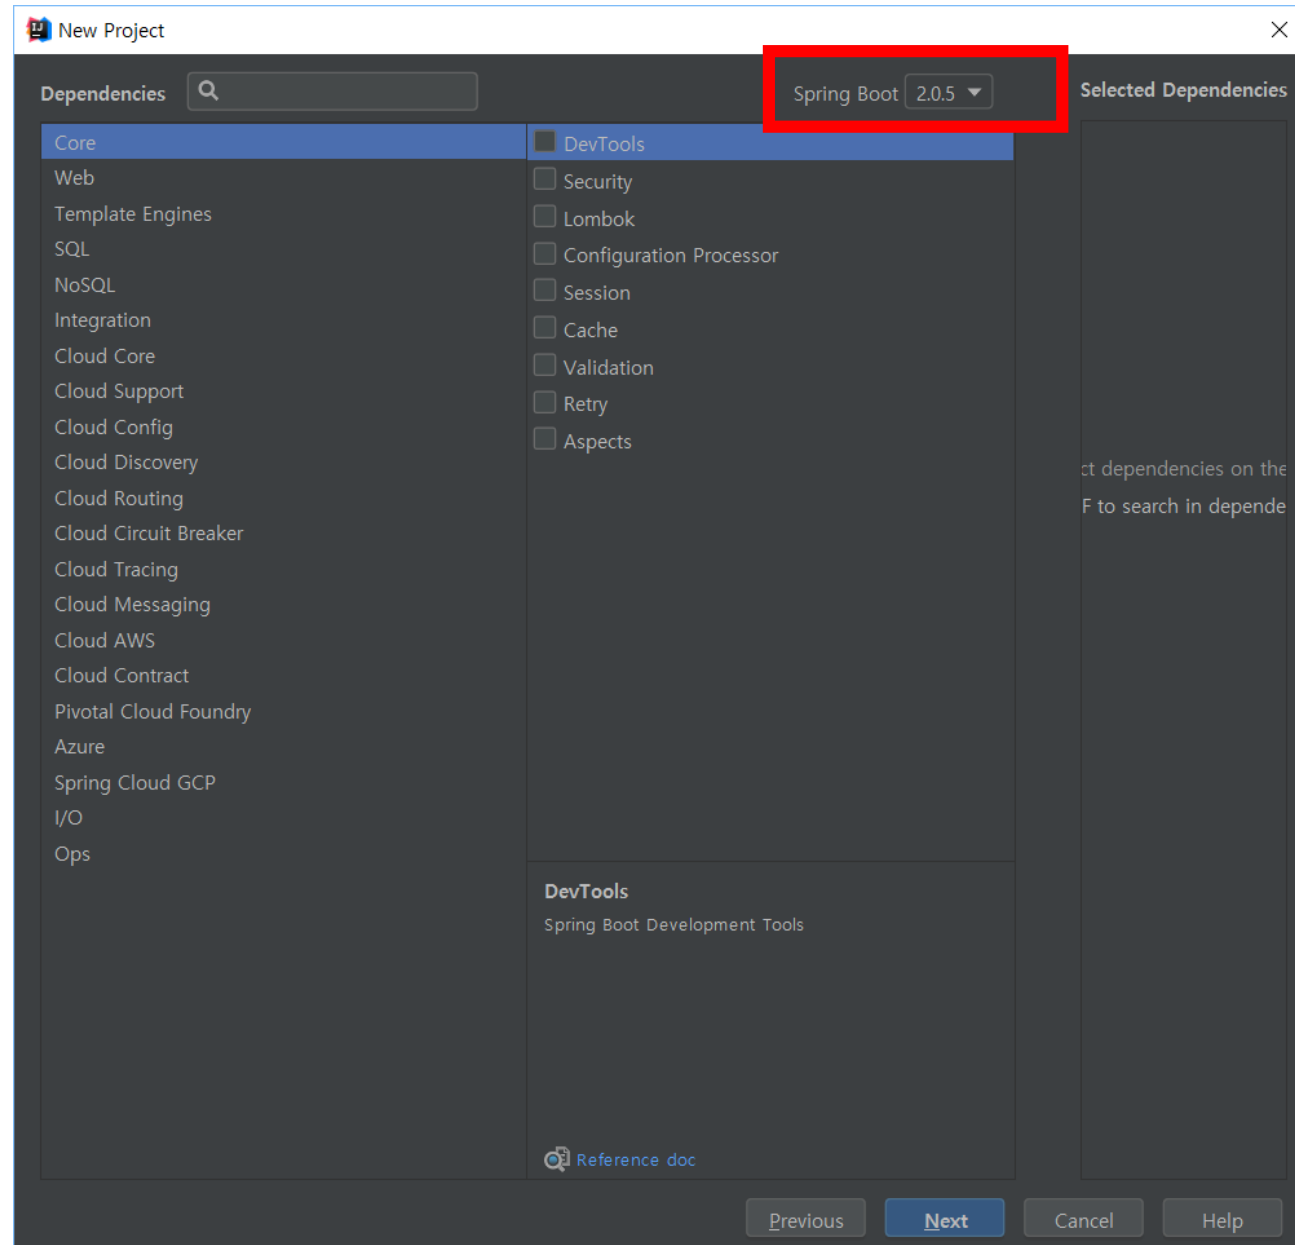 New Project
Dependencies
Spring Boot 2.0.5
Selected Dependencies
Core
Web
Template Engines
SQL
NoSQL
Integration
Cloud Core
Cloud Support
Cloud Config
Cloud Discovery
Cloud Routing
Cloud Circuit Breaker
Cloud Tracing
Cloud Messaging
Cloud AWS
Cloud Contract
Pivotal Cloud Foundry
Azure
Spring Cloud GCP
I/O
Ops
DevTools
Security
Lombok
Configuration Processor
Session
Cache
Validation
Retry
Aspects
DevTools
Spring Boot Development Tools
Reference doc
ct dependencies on the
F to search in depende
Previous
Next
Cancel
Help